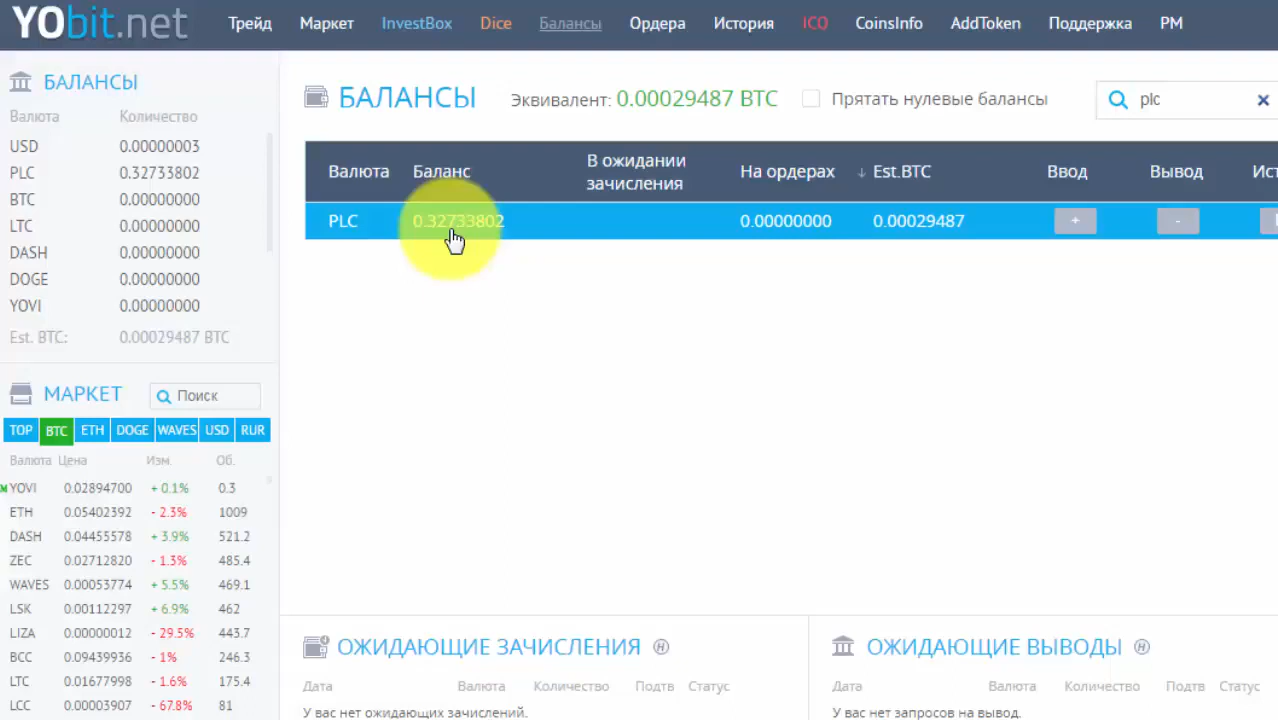 YObit.net Трейд Маркет InvestBox Dice Балансы Ордера История ICO CoinsInfo AddToken Поддержка PM
БАЛАНСЫ
Валюта Количество
USD 0.00000003
PLC 0.32733802
BTC 0.00000000
LTC 0.00000000
DASH 0.00000000
DOGE 0.00000000
YOVI 0.00000000
Est. BTC: 0.00029487 BTC
МАРКЕТ Поиск
TOP BTC ETH DOGE WAVES USD RUR
Валюта Цена Изм. Об.
M YOVI 0.02894700 + 0.1% 0.3
ETH 0.05402392 - 2.3% 1009
DASH 0.04455578 + 3.9% 521.2
ZEC 0.02712820 - 1.3% 485.4
WAVES 0.00053774 + 5.5% 469.1
LSK 0.00112297 + 6.9% 462
LIZA 0.00000012 - 29.5% 443.7
BCC 0.09439936 - 1% 246.3
LTC 0.01677998 - 1.6% 175.4
LCC 0.00003907 - 67.8% 81
БАЛАНСЫ Эквивалент: 0.00029487 BTC Прятать нулевые балансы plc
Валюта Баланс В ожидании зачисления На ордерах ↓ Est.BTC Ввод Вывод Ист
PLC 0.32733802 0.00000000 0.00029487 + -
ОЖИДАЮЩИЕ ЗАЧИСЛЕНИЯ H
Дата Валюта Количество Подтв Статус
У вас нет ожидающих зачислений.
ОЖИДАЮЩИЕ ВЫВОДЫ H
Дата Валюта Количество Подтв Статус
У вас нет запросов на вывод.